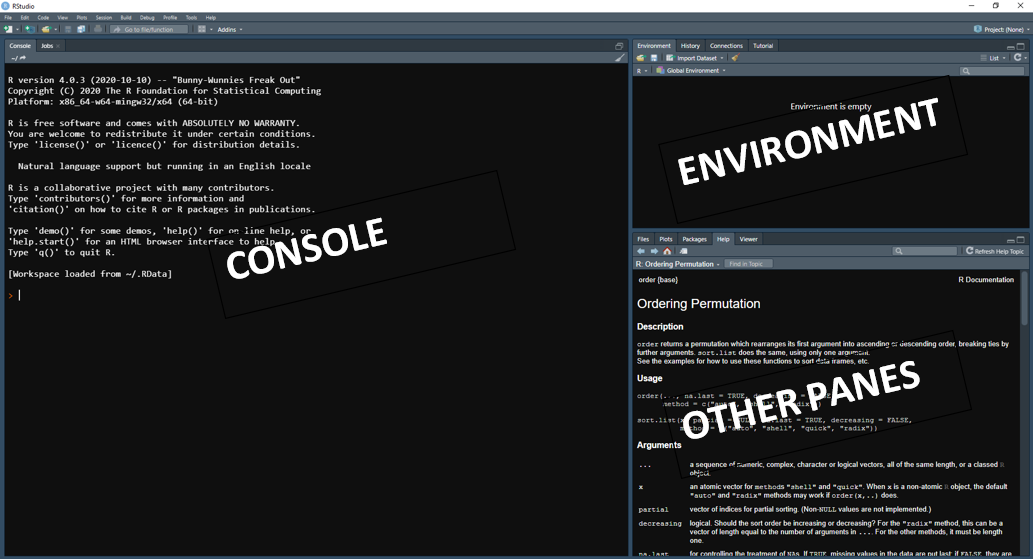 RStudio
File Edit Code View Plots Session Build Debug Profile Tools Help
Go to file/function Addins Project: (None)
Console Jobs
~/
R version 4.0.3 (2020-10-10) -- "Bunny-Wunnies Freak Out"
Copyright (C) 2020 The R Foundation for Statistical Computing
Platform: x86_64-w64-mingw32/x64 (64-bit)
R is free software and comes with ABSOLUTELY NO WARRANTY.
You are welcome to redistribute it under certain conditions.
Type 'license()' or 'licence()' for distribution details.
Natural language support but running in an English locale
R is a collaborative project with many contributors.
Type 'contributors()' for more information and
'citation()' on how to cite R or R packages in publications.
Type 'demo()' for some demos, 'help()' for on-line help, or
'help.start()' for an HTML browser interface to help.
Type 'q()' to quit R.
[Workspace loaded from ~/.RData]
>
CONSOLE
Environment History Connections Tutorial
Import Dataset List
R Global Environment
Environment is empty
ENVIRONMENT
Files Plots Packages Help Viewer
Refresh Help Topic
R: Ordering Permutation Find in Topic
order {base} R Documentation
Ordering Permutation
Description
order returns a permutation which rearranges its first argument into ascending or descending order, breaking ties by
further arguments. sort.list does the same, using only one argument.
See the examples for how to use these functions to sort data frames, etc.
Usage
order(..., na.last = TRUE, decreasing = FALSE,
method = c("auto", "shell", "radix"))
sort.list(x, partial = NULL, na.last = TRUE, decreasing = FALSE,
method = c("auto", "shell", "quick", "radix"))
OTHER PANES
Arguments
... a sequence of numeric, complex, character or logical vectors, all of the same length, or a classed R
object.
x an atomic vector for methods "shell" and "quick". When x is a non-atomic R object, the default
"auto" and "radix" methods may work if order(x,..) does.
partial vector of indices for partial sorting. (Non-NULL values are not implemented.)
decreasing logical. Should the sort order be increasing or decreasing? For the "radix" method, this can be a
vector of length equal to the number of arguments in .... For the other methods, it must be length
one.
na.last for controlling the treatment of NAs. If TRUE, missing values in the data are put last; if FALSE, they are